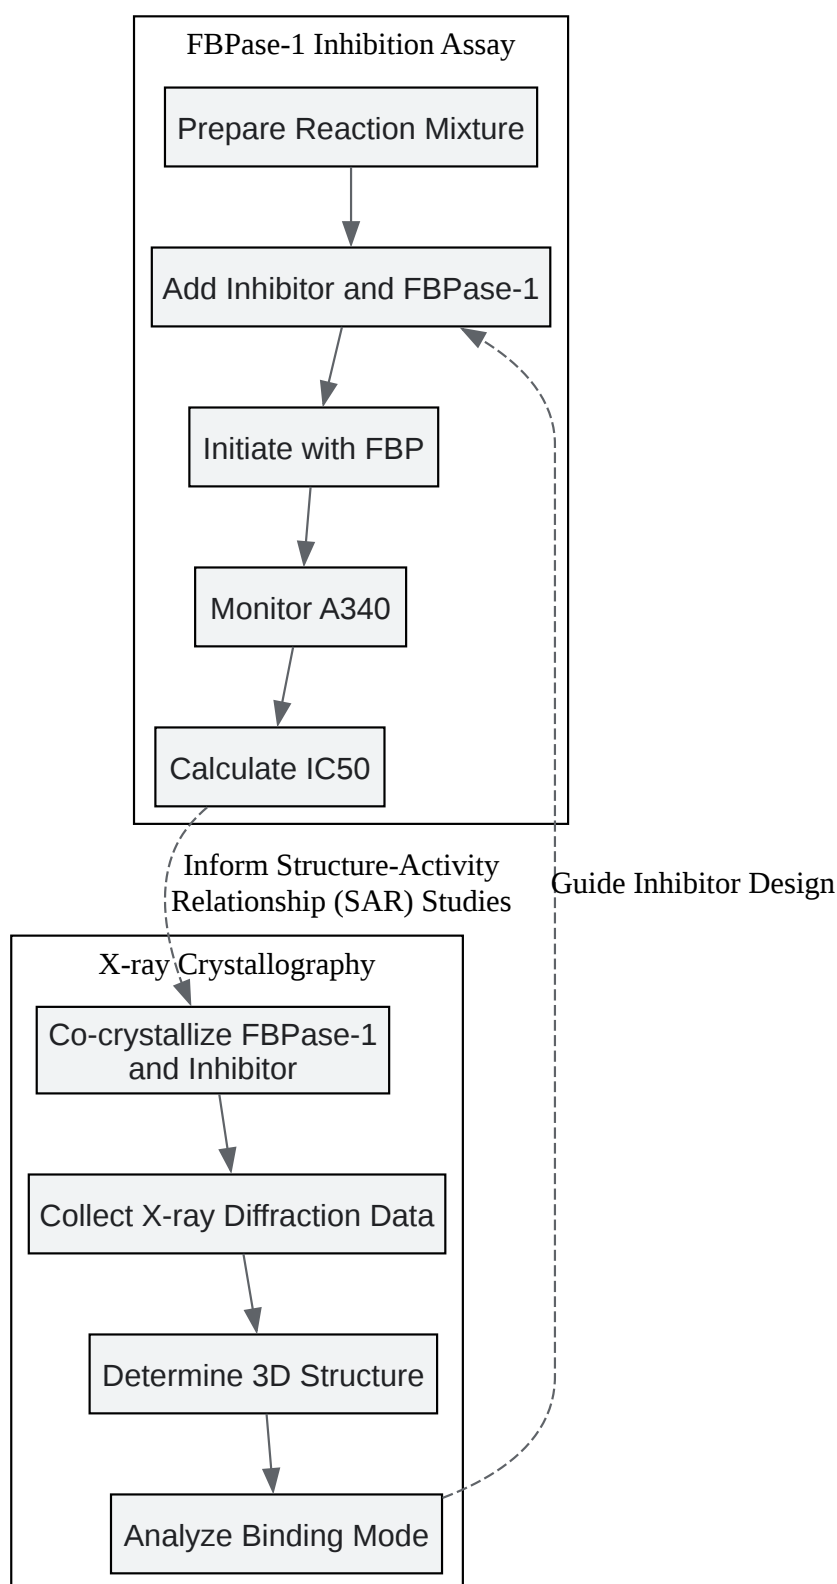 FBPase-1 Inhibition Assay
Prepare Reaction Mixture
Add Inhibitor and FBPase-1
Initiate with FBP
Monitor A340
Calculate IC50
Inform Structure-Activity
Relationship (SAR) Studies
Guide Inhibitor Design
X-ray Crystallography
Co-crystallize FBPase-1
and Inhibitor
Collect X-ray Diffraction Data
Determine 3D Structure
Analyze Binding Mode